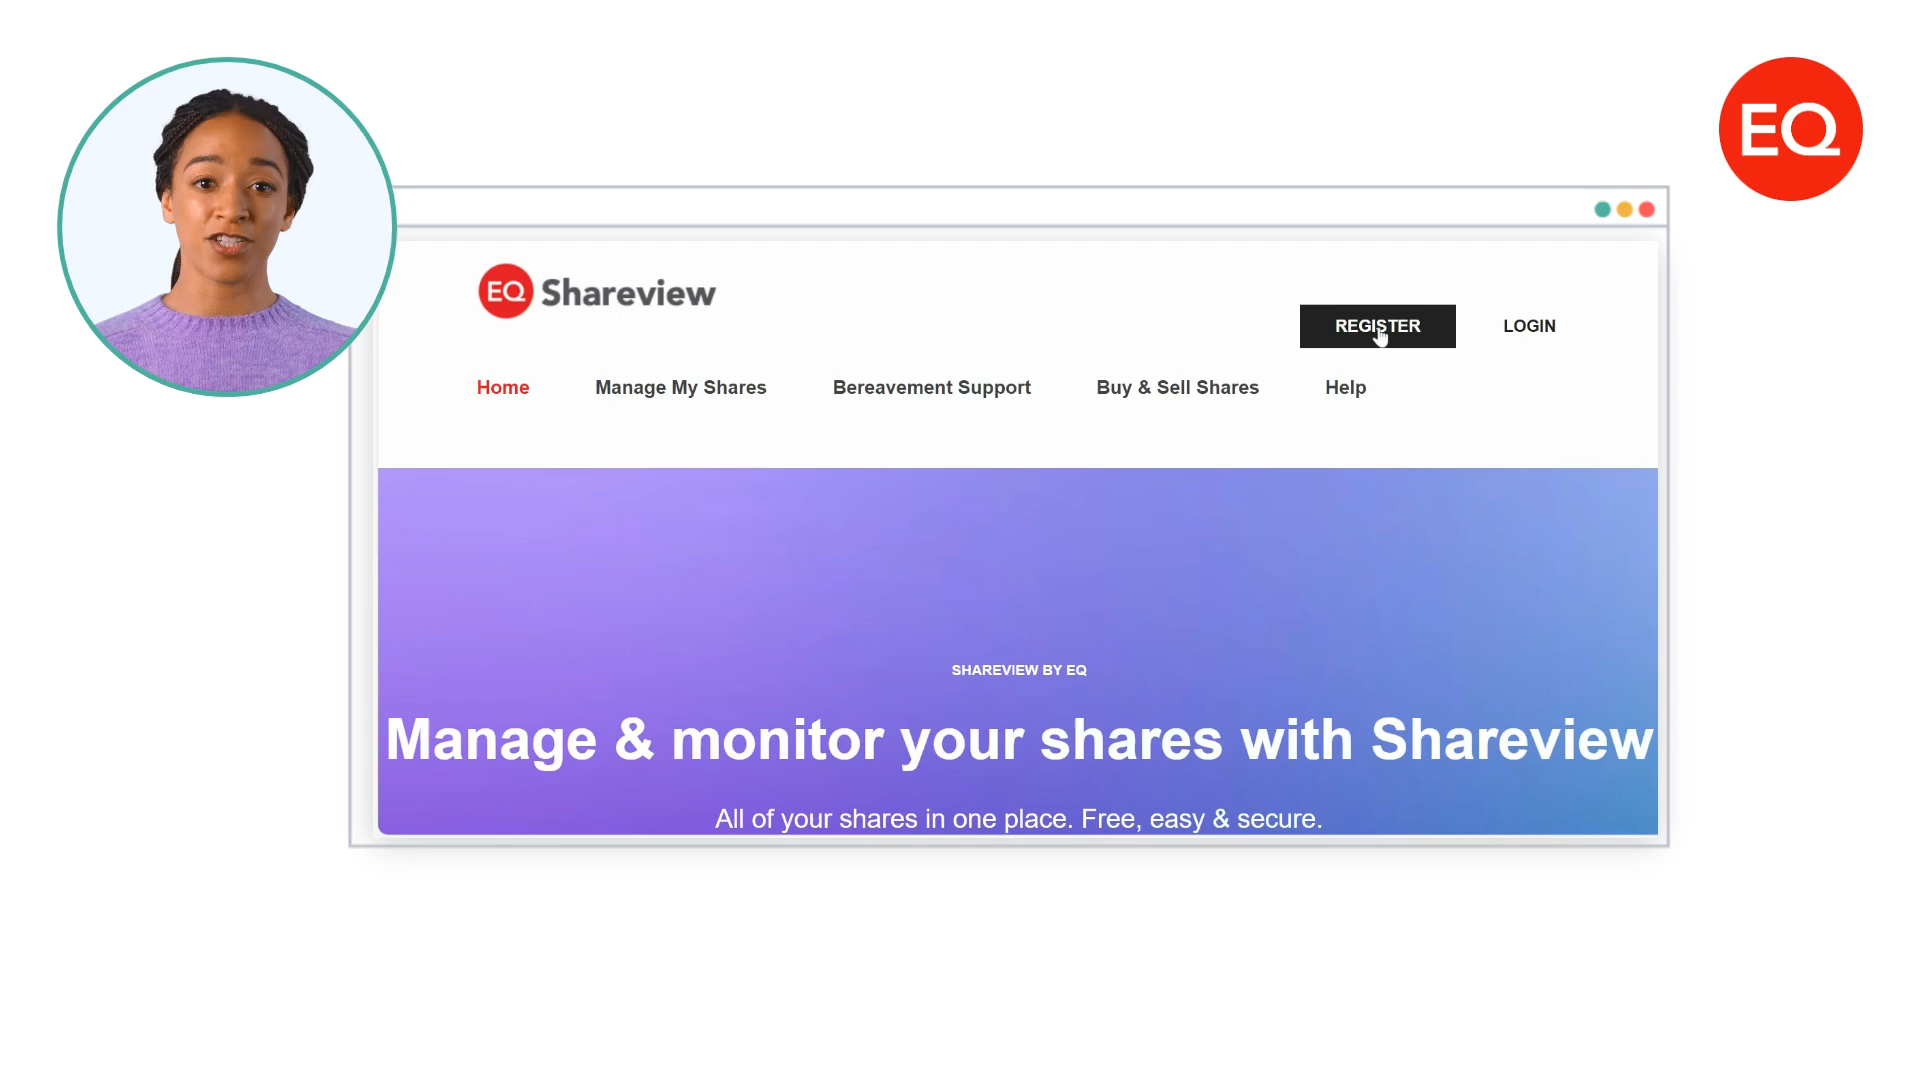 EQ
EQ Shareview
REGISTER
LOGIN
Home
Manage My Shares
Bereavement Support
Buy & Sell Shares
Help
SHAREVIEW BY EQ
Manage & monitor your shares with Shareview
All of your shares in one place. Free, easy & secure.